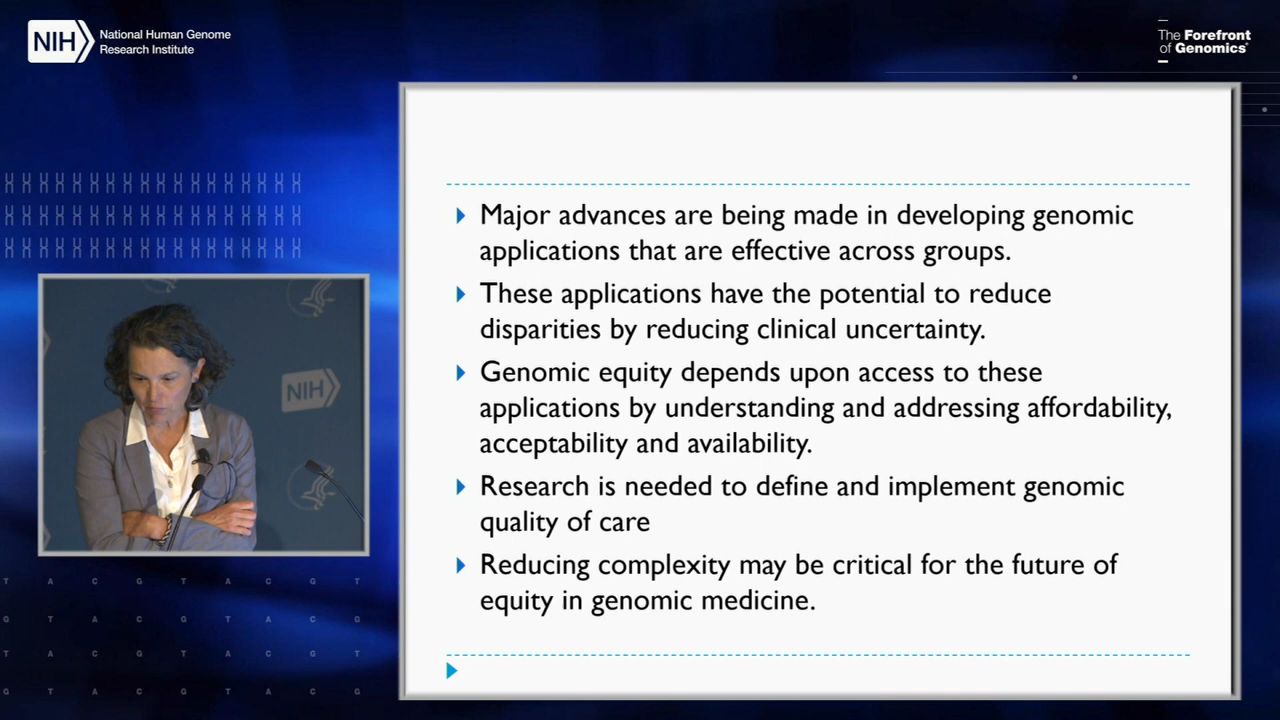 NIH
National Human Genome
Research Institute
The Forefront
of Genomics®
Major advances are being made in developing genomic
applications that are effective across groups.
These applications have the potential to reduce
disparities by reducing clinical uncertainty.
Genomic equity depends upon access to these
applications by understanding and addressing affordability,
acceptability and availability.
Research is needed to define and implement genomic
quality of care
Reducing complexity may be critical for the future of
equity in genomic medicine.
NIH
T A C G T A C G T
G T A C G T A C G
T A C G T A C G T
G T A C G T A C G